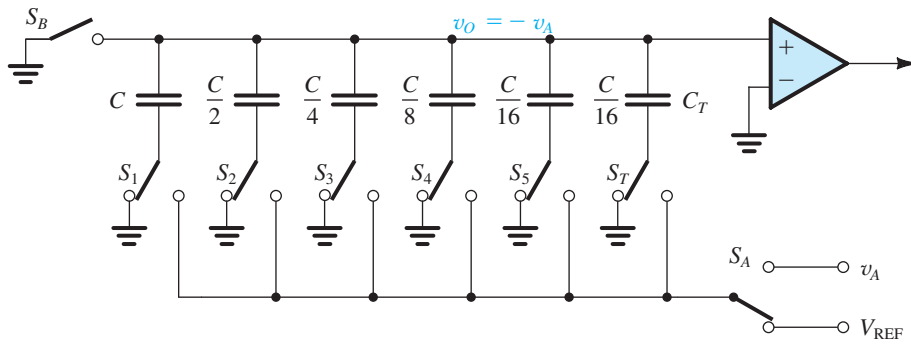 S_B
v_O = − v_A
+
−
C
C/2
C/4
C/8
C/16
C/16
C_T
S_1
S_2
S_3
S_4
S_5
S_T
S_A
v_A
V_REF